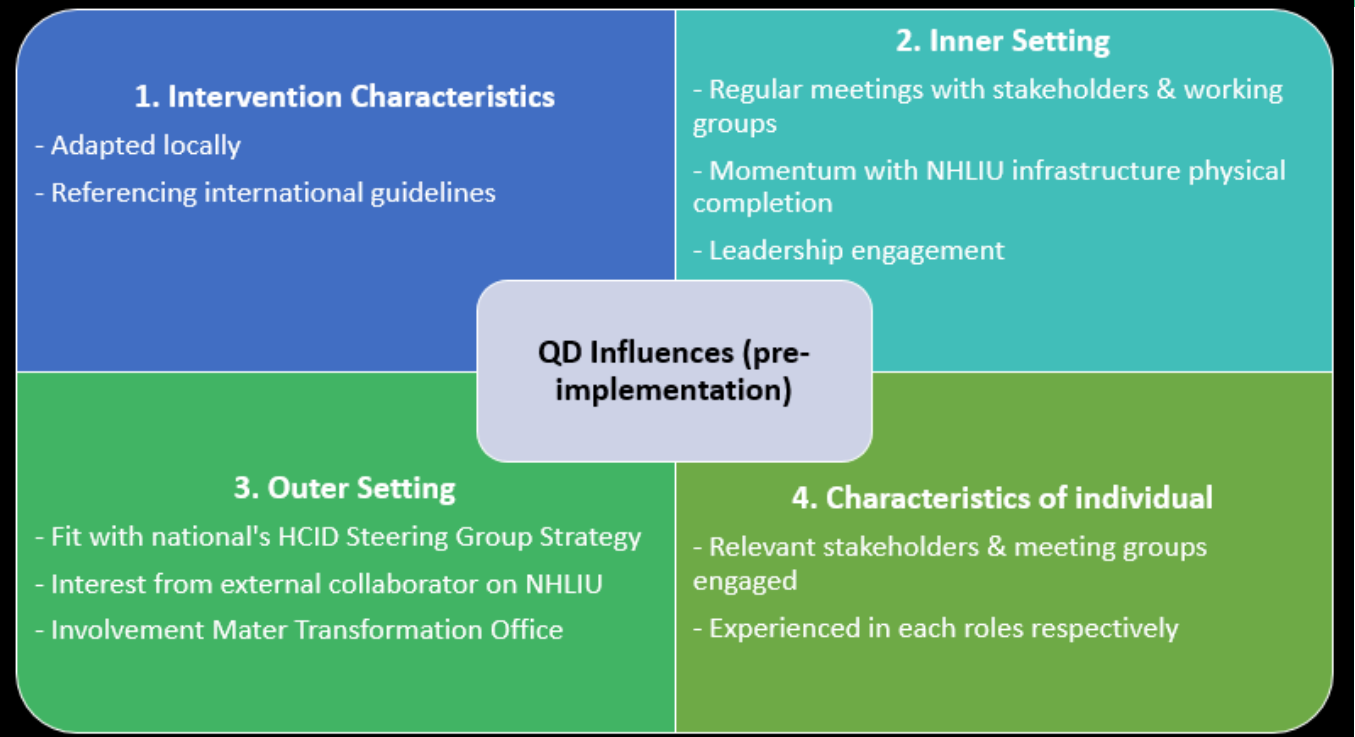 1. Intervention Characteristics
- Adapted locally
- Referencing international guidelines
2. Inner Setting
- Regular meetings with stakeholders & working
groups
- Momentum with NHLIU infrastructure physical
completion
- Leadership engagement
QD Influences (pre-
implementation)
3. Outer Setting
- Fit with national's HCID Steering Group Strategy
- Interest from external collaborator on NHLIU
- Involvement Mater Transformation Office
4. Characteristics of individual
- Relevant stakeholders & meeting groups
engaged
- Experienced in each roles respectively